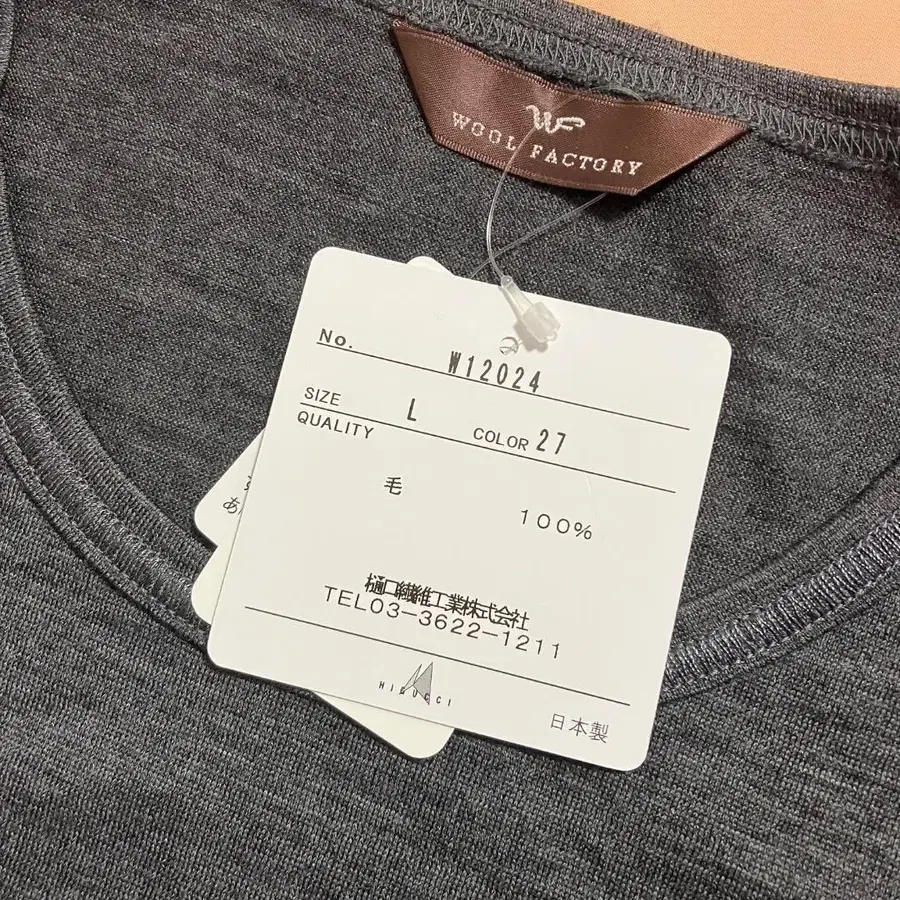 WF
WOOL FACTORY
No. W12024
SIZE L COLOR 27
QUALITY
毛
100%
樋口繊維工業株式会社
TEL03-3622-1211
HIGUCCI
日本製
あ